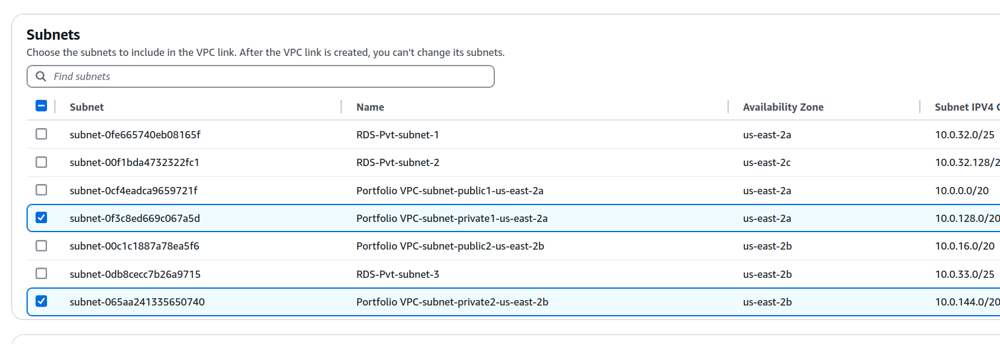 Subnets
Choose the subnets to include in the VPC link. After the VPC link is created, you can't change its subnets.
Find subnets
Subnet Name Availability Zone Subnet IPV4 C
subnet-0fe665740eb08165f RDS-Pvt-subnet-1 us-east-2a 10.0.32.0/25
subnet-00f1bda4732322fc1 RDS-Pvt-subnet-2 us-east-2c 10.0.32.128/2
subnet-0cf4eadca9659721f Portfolio VPC-subnet-public1-us-east-2a us-east-2a 10.0.0.0/20
subnet-0f3c8ed669c067a5d Portfolio VPC-subnet-private1-us-east-2a us-east-2a 10.0.128.0/20
subnet-00c1c1887a78ea5f6 Portfolio VPC-subnet-public2-us-east-2b us-east-2b 10.0.16.0/20
subnet-0db8cecc7b26a9715 RDS-Pvt-subnet-3 us-east-2b 10.0.33.0/25
subnet-065aa241335650740 Portfolio VPC-subnet-private2-us-east-2b us-east-2b 10.0.144.0/20